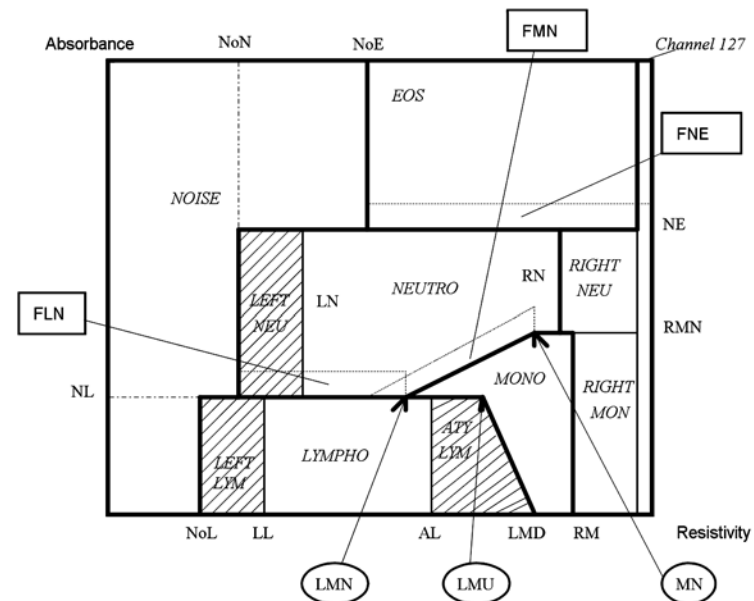 FMN
Absorbance NoN NoE Channel 127
EOS
FNE
NOISE
NE
LEFT NEU
LN
NEUTRO
RN
RIGHT NEU
FLN
RMN
NL
MONO
RIGHT MON
LEFT LYM
LYMPHO
ATY LYM
NoL LL AL LMD RM Resistivity
LMN LMU MN